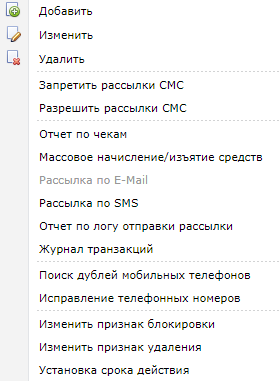 Добавить
Изменить
Удалить
Запретить рассылки СМС
Разрешить рассылки СМС
Отчет по чекам
Массовое начисление/изъятие средств
Рассылка по E-Mail
Рассылка по SMS
Отчет по логу отправки рассылки
Журнал транзакций
Поиск дублей мобильных телефонов
Исправление телефонных номеров
Изменить признак блокировки
Изменить признак удаления
Установка срока действия